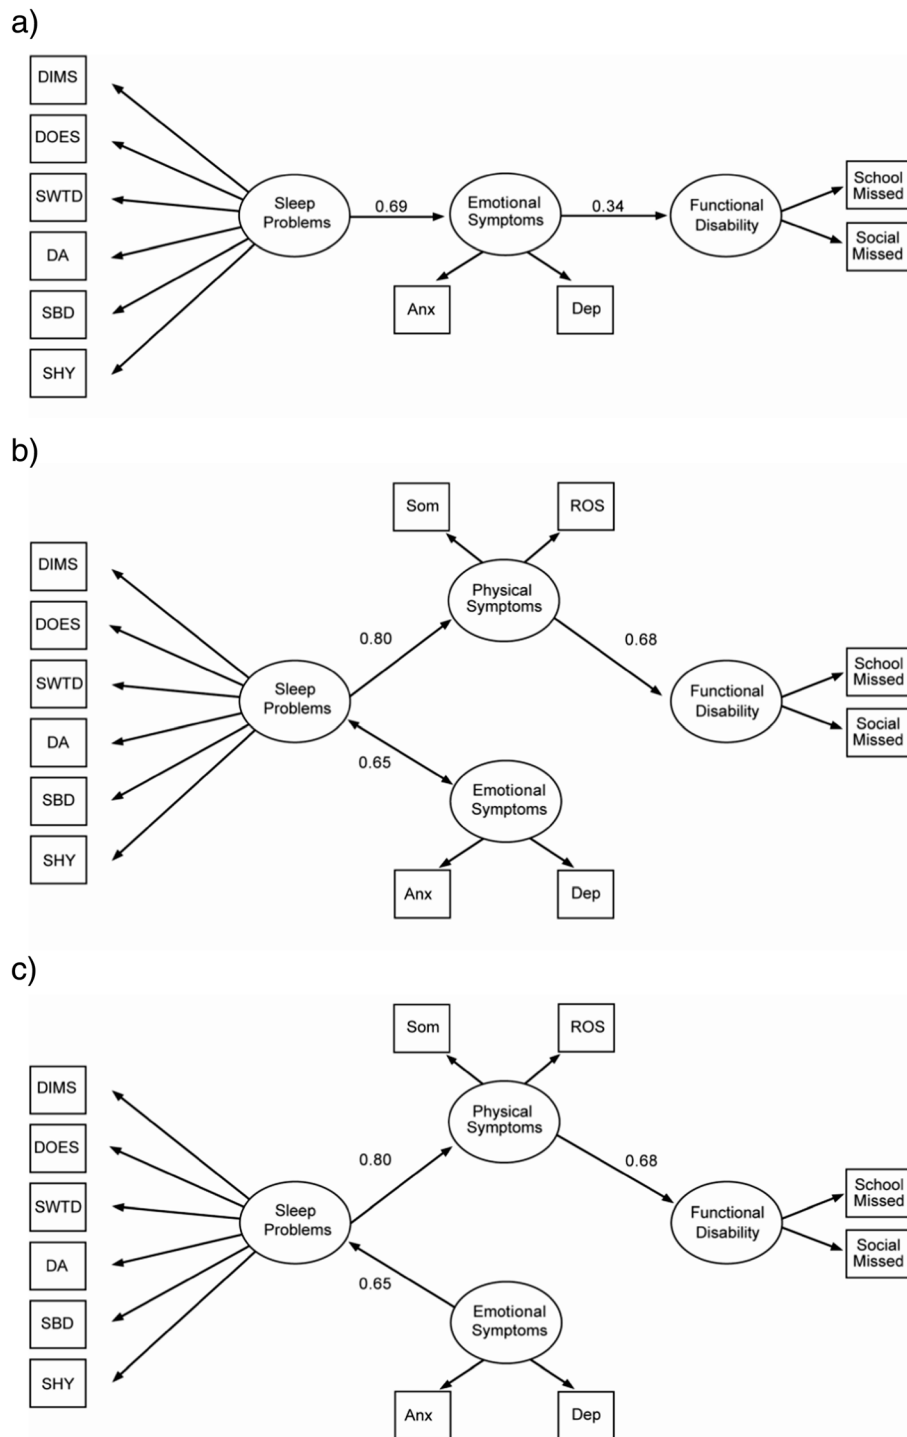 a)
DIMS
DOES
SWTD
DA
SBD
SHY
Sleep
Problems
0.69
Emotional
Symptoms
Anx
Dep
0.34
Functional
Disability
School
Missed
Social
Missed
b)
DIMS
DOES
SWTD
DA
SBD
SHY
Sleep
Problems
0.80
0.65
Som
ROS
Physical
Symptoms
Emotional
Symptoms
Anx
Dep
0.68
Functional
Disability
School
Missed
Social
Missed
c)
DIMS
DOES
SWTD
DA
SBD
SHY
Sleep
Problems
0.80
0.65
Som
ROS
Physical
Symptoms
Emotional
Symptoms
Anx
Dep
0.68
Functional
Disability
School
Missed
Social
Missed